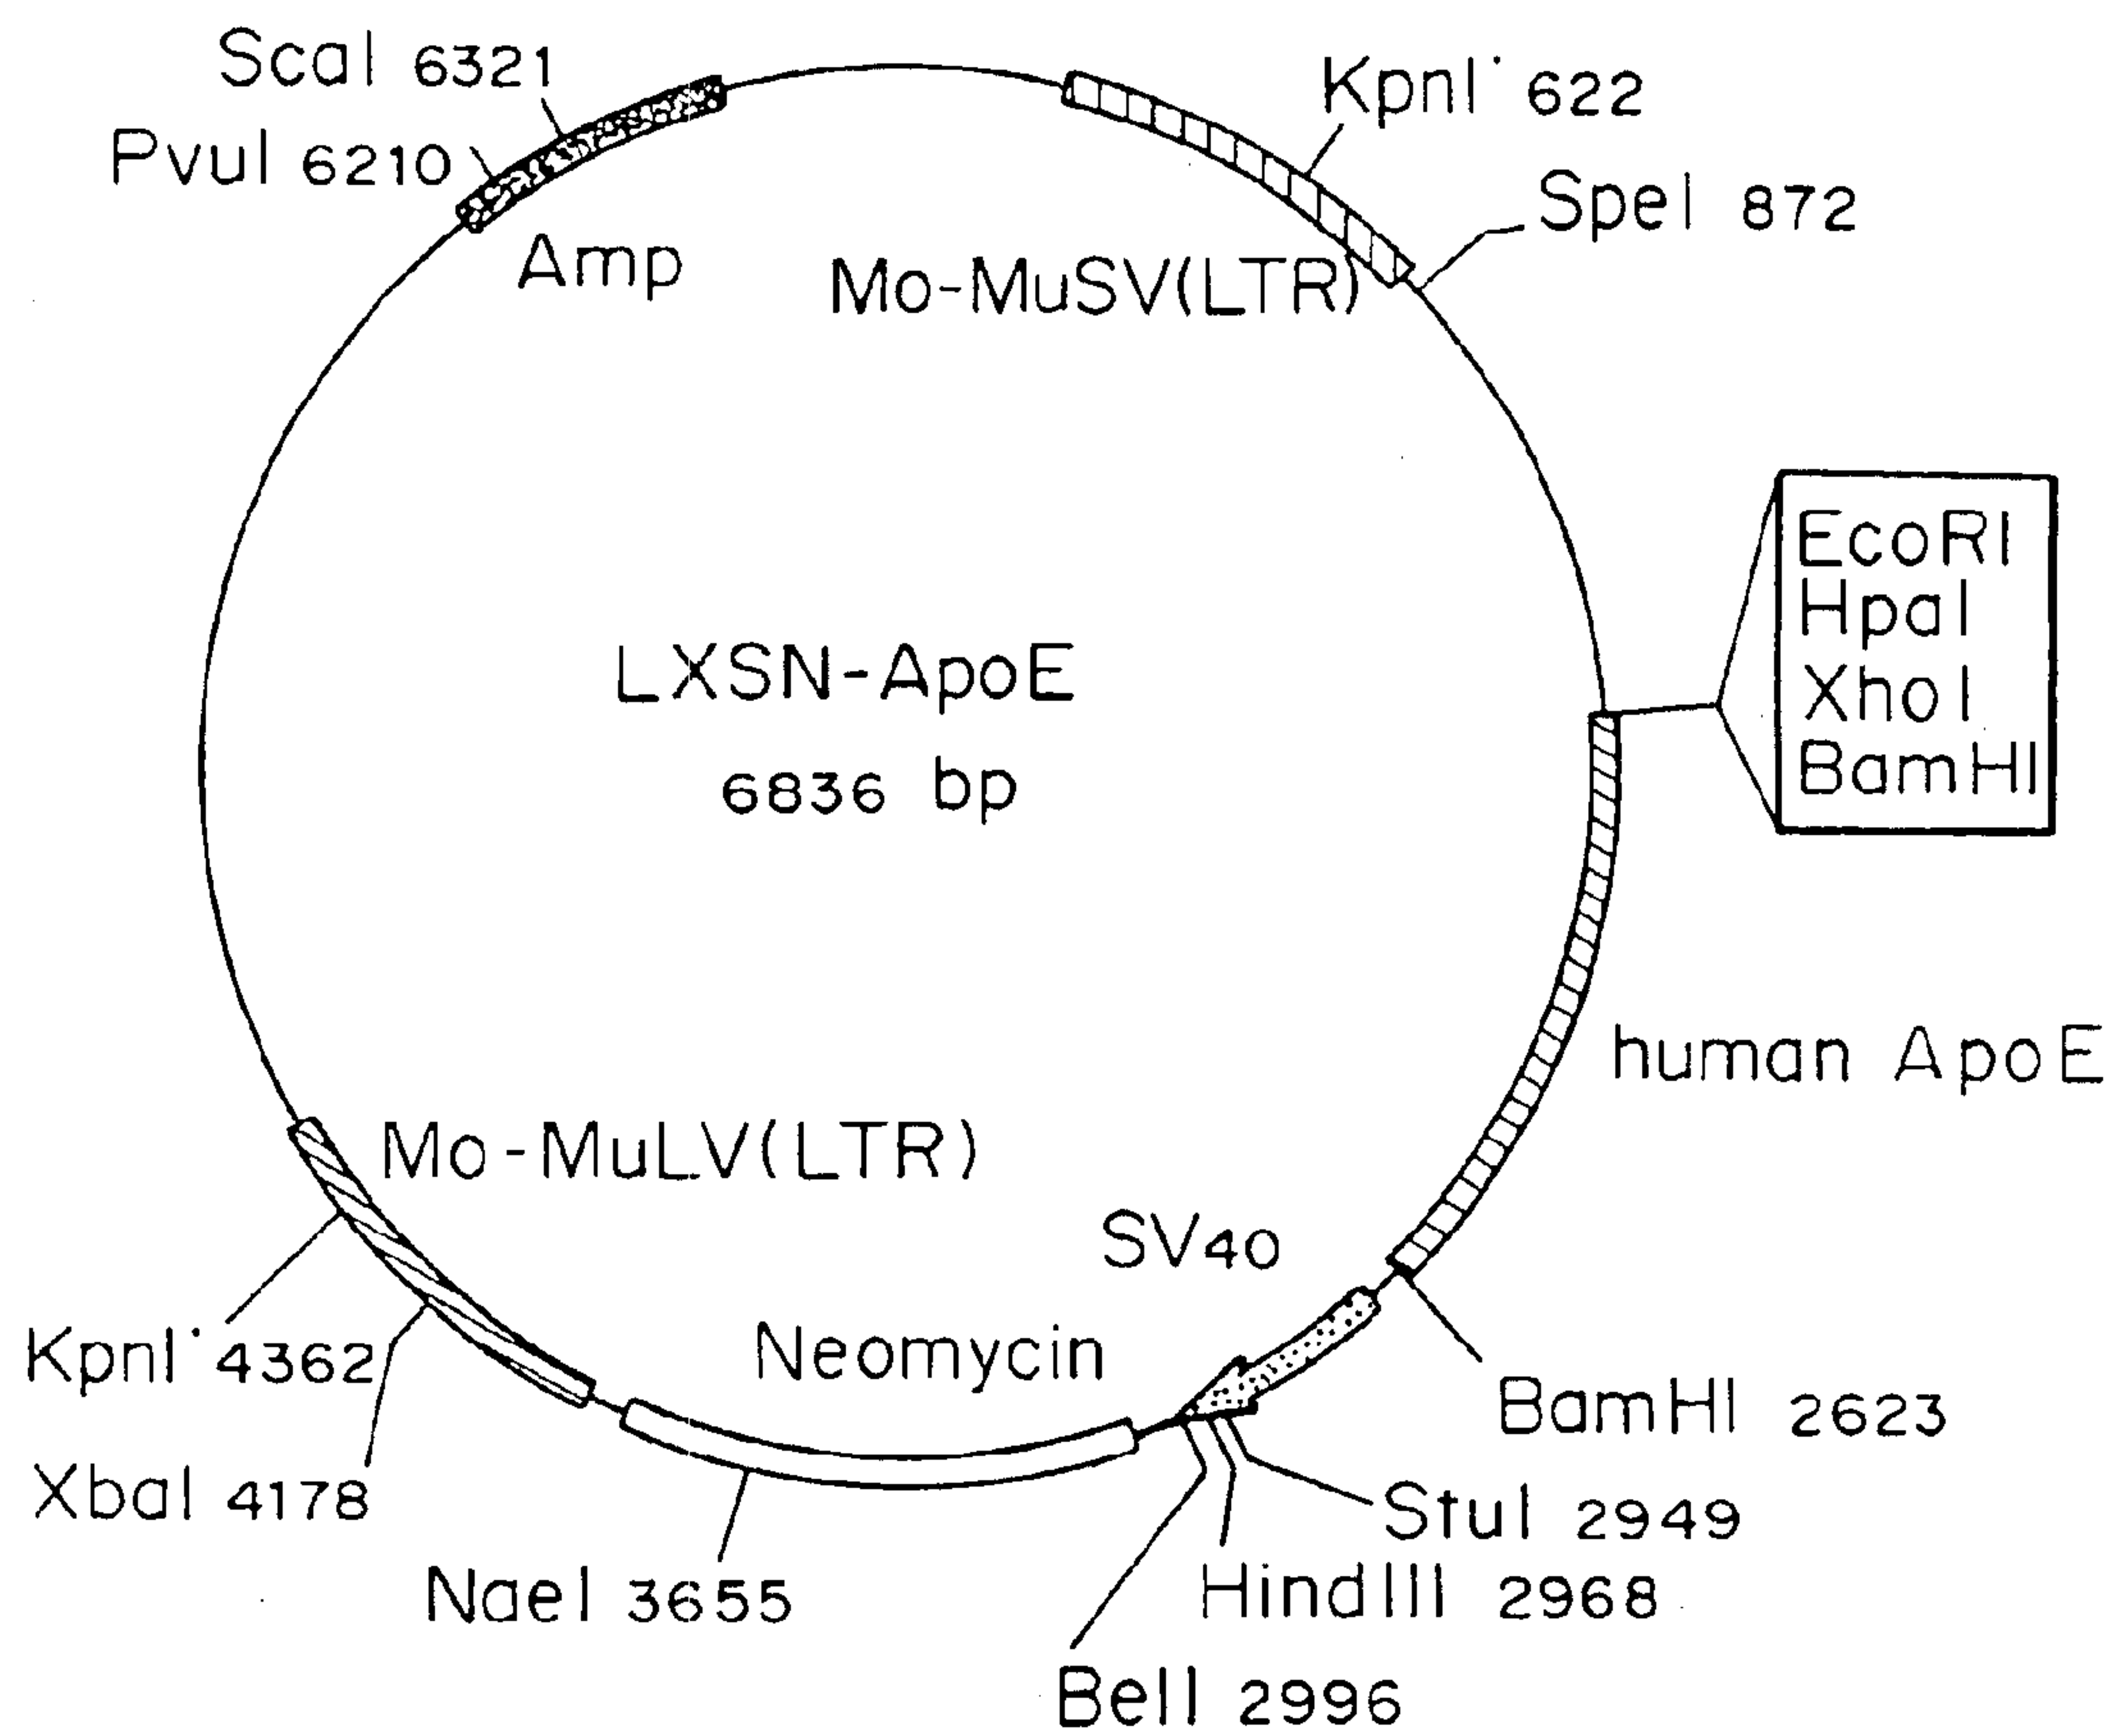 ScaI 6321
PvuI 6210
Amp
Mo-MuSV(LTR)
KpnI 622
SpeI 872
EcoRI
HpaI
XhoI
BamHI
LXSN-ApoE
6836 bp
human ApoE
Mo-MuLV(LTR)
SV40
Neomycin
KpnI 4362
XbaI 4178
NaeI 3655
BamHI 2623
StuI 2949
HindIII 2968
BelI 2996